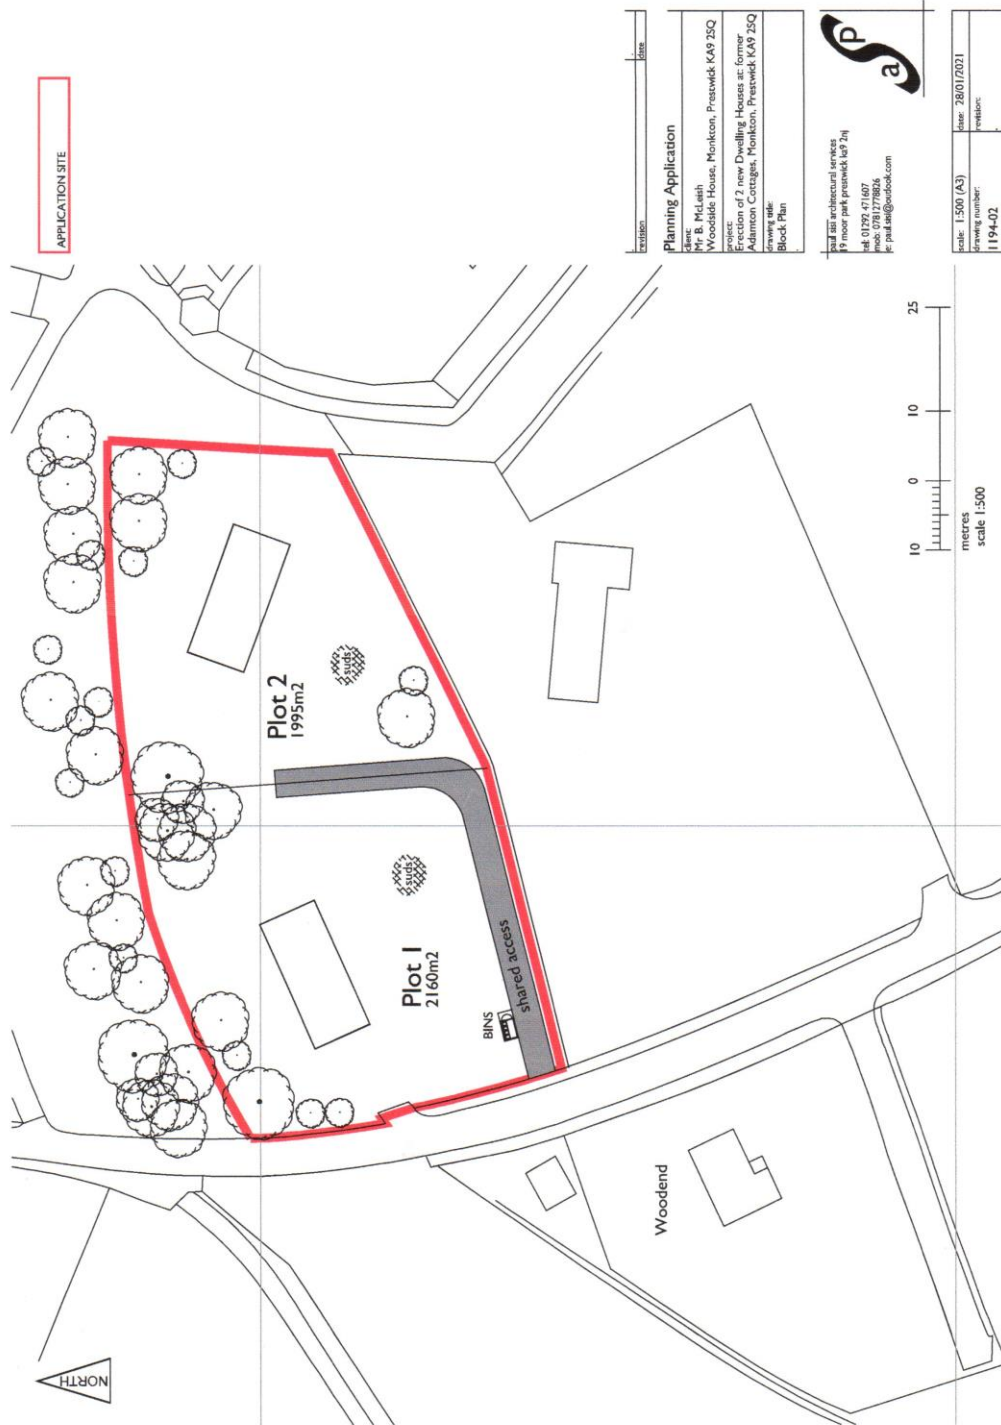 APPLICATION SITE
NORTH
Plot 1
2160m2
Plot 2
1995m2
suds
suds
BINS
shared access
Woodend
10 0 10 25
metres
scale 1:500
revision date
Planning Application
client:
Mr B. McLeish
Woodside House, Monkton, Prestwick KA9 2SQ
project:
Erection of 2 new Dwelling Houses at: former
Adamton Cottages, Monkton, Prestwick KA9 2SQ
drawing title:
Block Plan
aSp
paul sisi architectural services
19 moor park prestwick ka9 2nj
tel: 01292 471607
mob: 07812778826
e: paul.sisi@outlook.com
scale: 1:500 (A3)
date: 28/01/2021
drawing number:
1194-02
revision: